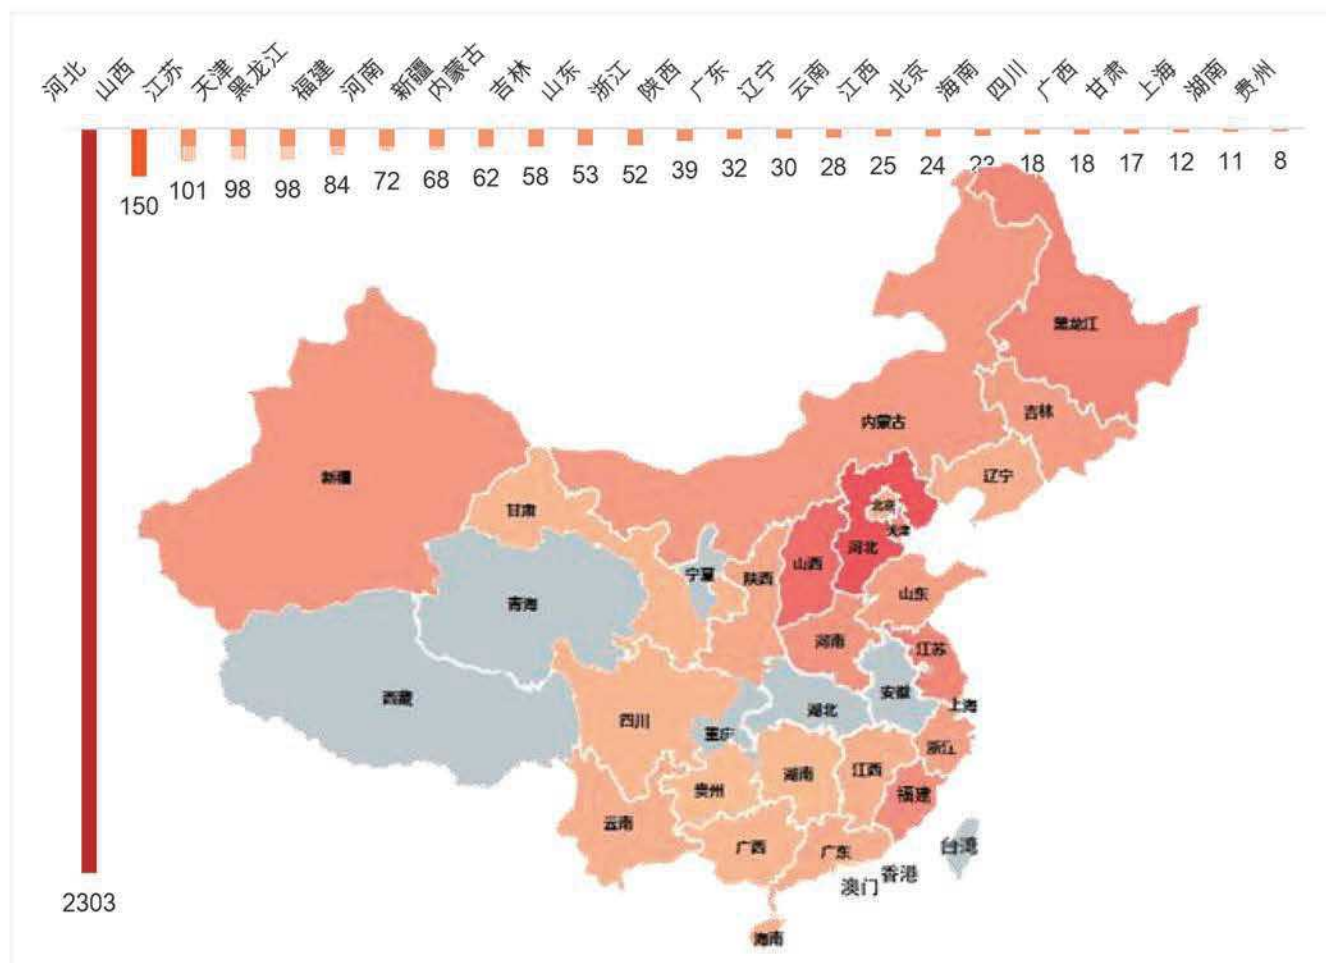 河北 山西 江苏 天津 黑龙江 福建 河南 新疆 内蒙古 吉林 山东 浙江 陕西 广东 辽宁 云南 江西 北京 海南 四川 广西 甘肃 上海 湖南 贵州
150 101 98 98 84 72 68 62 58 53 52 39 32 30 28 25 24 18 18 17 12 11 8
黑龙江
吉林
内蒙古
辽宁
新疆
北京
甘肃
天津
河北
山西
宁夏
陕西
山东
青海
河南
江苏
安徽
西藏
上海
湖北
四川
重庆
浙江
江西
湖南
贵州
福建
云南
台湾
广西
广东
香港
澳门
2303
海南